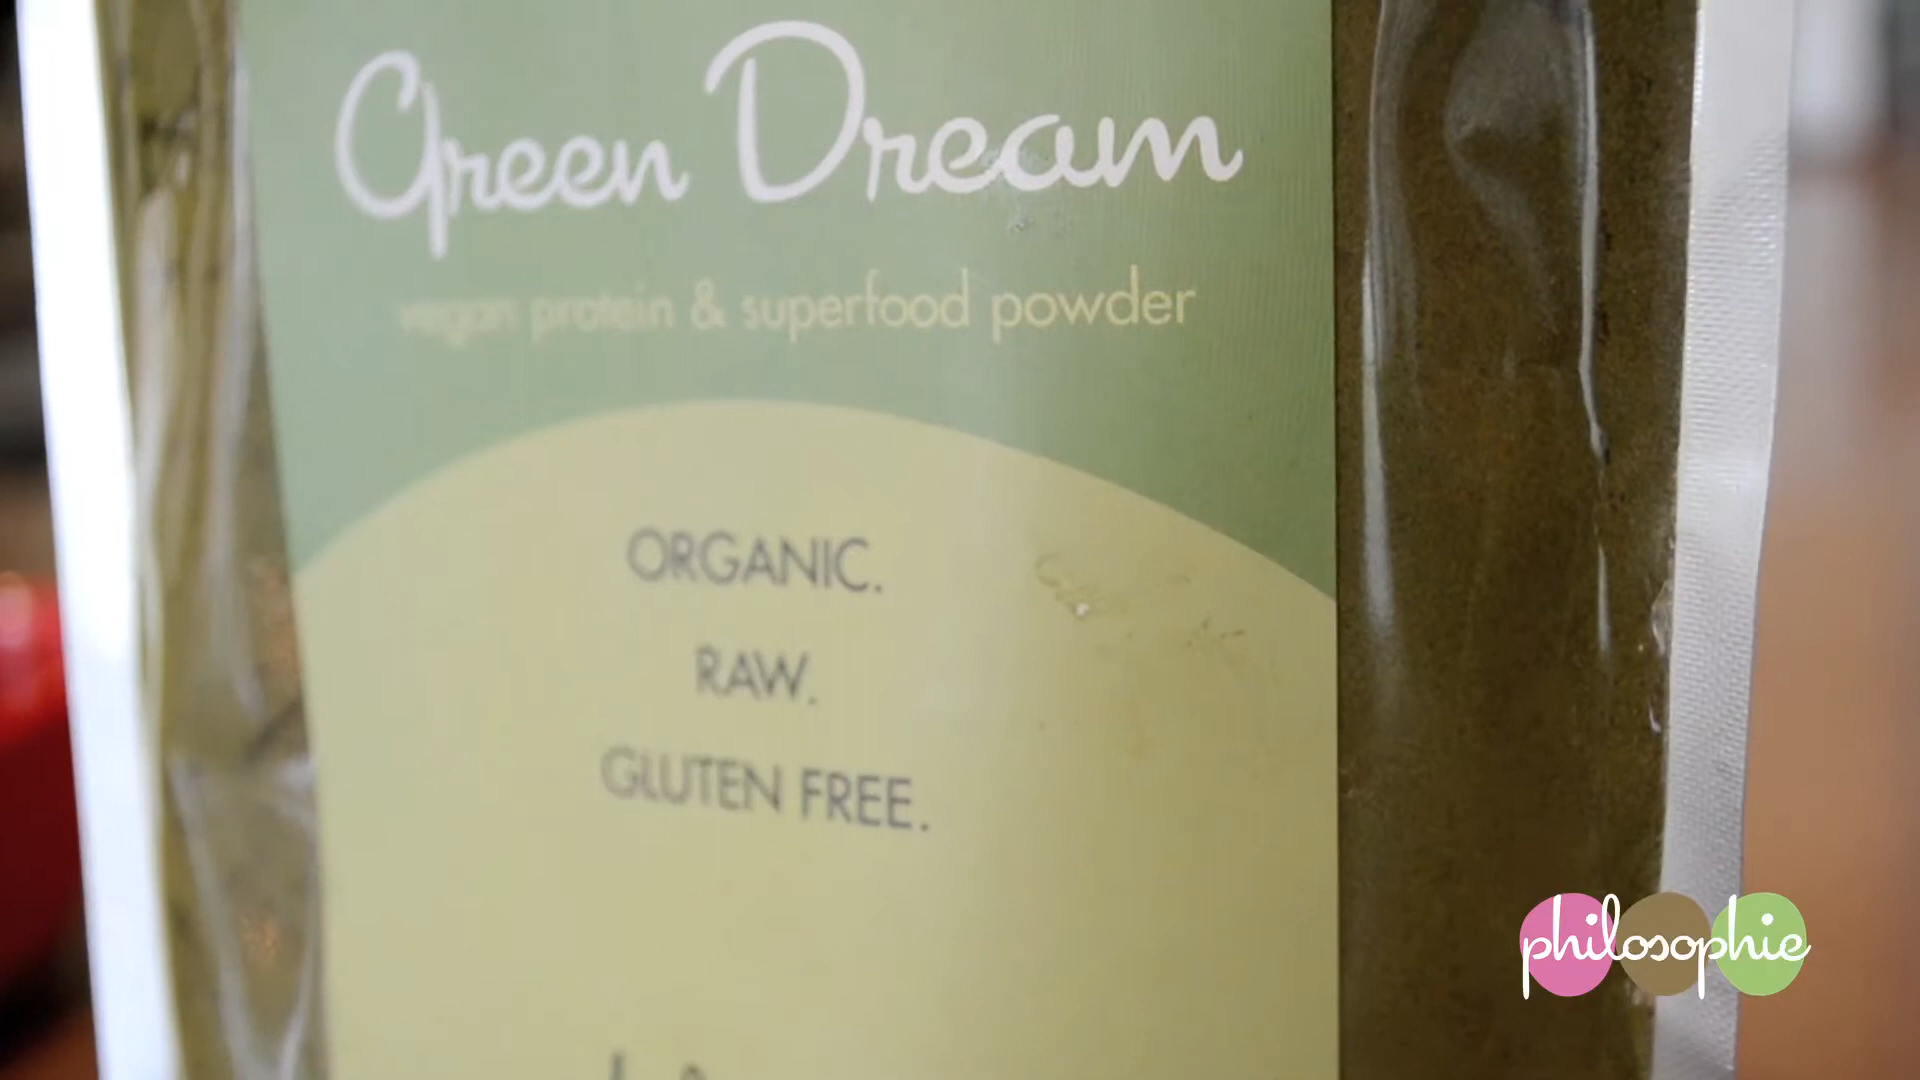 Green Dream
vegan protein & superfood powder
ORGANIC.
RAW.
GLUTEN FREE.
philosophie